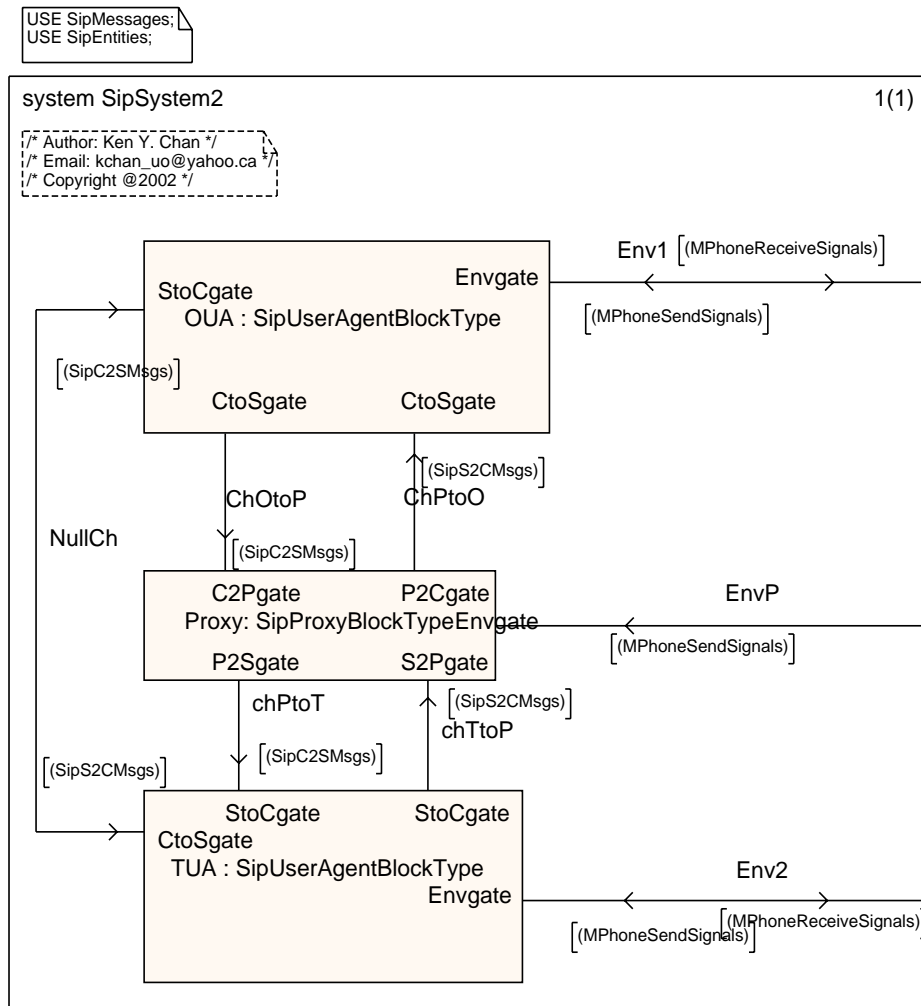 USE SipMessages;
USE SipEntities;
system SipSystem2
1(1)
/* Author: Ken Y. Chan */
/* Email: kchan_uo@yahoo.ca */
/* Copyright @2002 */
Env1
(MPhoneReceiveSignals)
Envgate
StoCgate
OUA : SipUserAgentBlockType
(MPhoneSendSignals)
(SipC2SMsgs)
CtoSgate
CtoSgate
(SipS2CMsgs)
ChOtoP
ChPtoO
NullCh
(SipC2SMsgs)
C2Pgate
P2Cgate
EnvP
Proxy: SipProxyBlockType
Envgate
(MPhoneSendSignals)
P2Sgate
S2Pgate
chPtoT
(SipS2CMsgs)
chTtoP
(SipC2SMsgs)
(SipS2CMsgs)
StoCgate
StoCgate
CtoSgate
TUA : SipUserAgentBlockType
Env2
Envgate
(MPhoneSendSignals)
(MPhoneReceiveSignals)